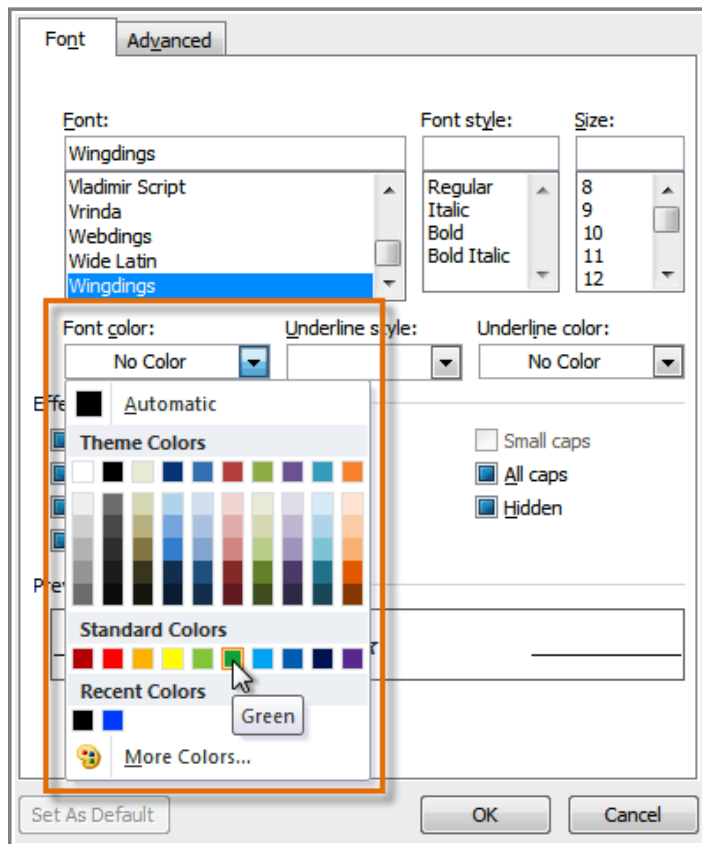 Font Advanced
Font: Font style: Size:
Wingdings
Vladimir Script Regular 8
Vrinda Italic 9
Webdings Bold 10
Wide Latin Bold Italic 11
Wingdings 12
Font color: Underline style: Underline color:
No Color No Color
Effe
Automatic
Theme Colors Small caps
All caps
Hidden
Prev
Standard Colors
Recent Colors
Green
More Colors...
Set As Default OK Cancel